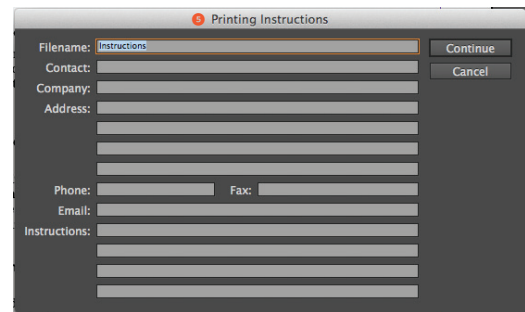 5 Printing Instructions
Filename: Instructions Continue
Contact: Cancel
Company:
Address:
Phone: Fax:
Email:
Instructions: